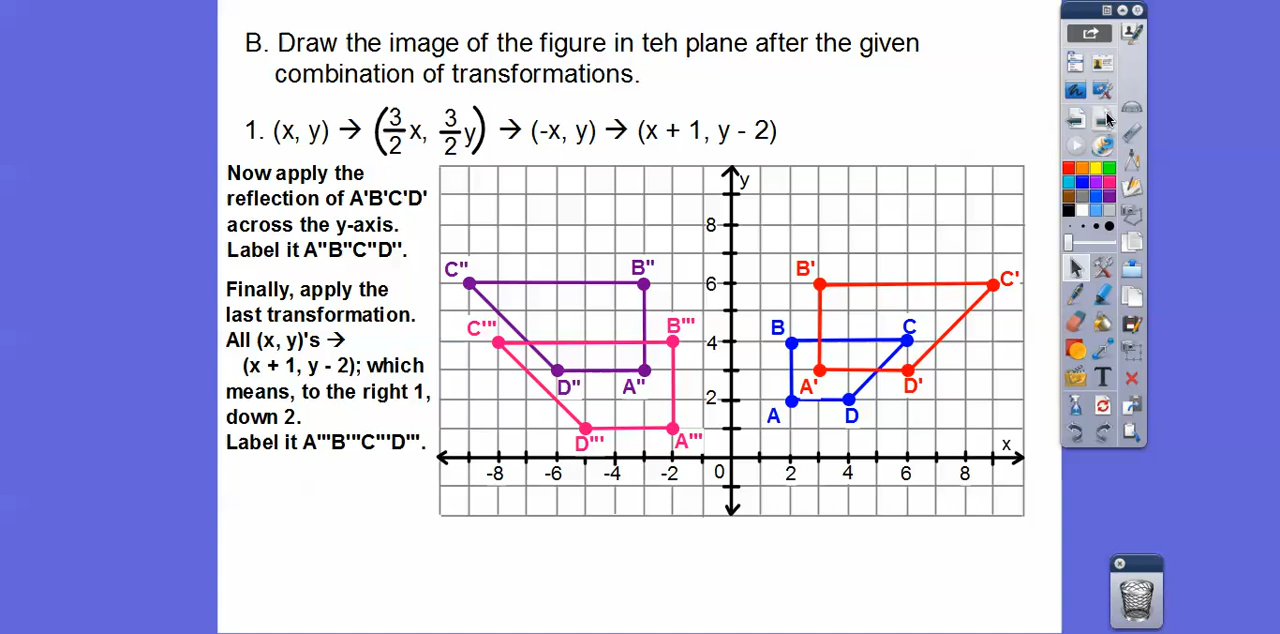 B. Draw the image of the figure in teh plane after the given
combination of transformations.
1. (x, y) → (3/2 x, 3/2 y) → (-x, y) → (x + 1, y - 2)
Now apply the
reflection of A'B'C'D'
across the y-axis.
Label it A"B"C"D".
Finally, apply the
last transformation.
All (x, y)'s →
(x + 1, y - 2); which
means, to the right 1,
down 2.
Label it A'''B'''C'''D'''.
y
8
C" B" B' C'
6
C''' B''' B C
4
D" A" A' D'
2
A D
D''' A''' x
-8 -6 -4 -2 0 2 4 6 8
T